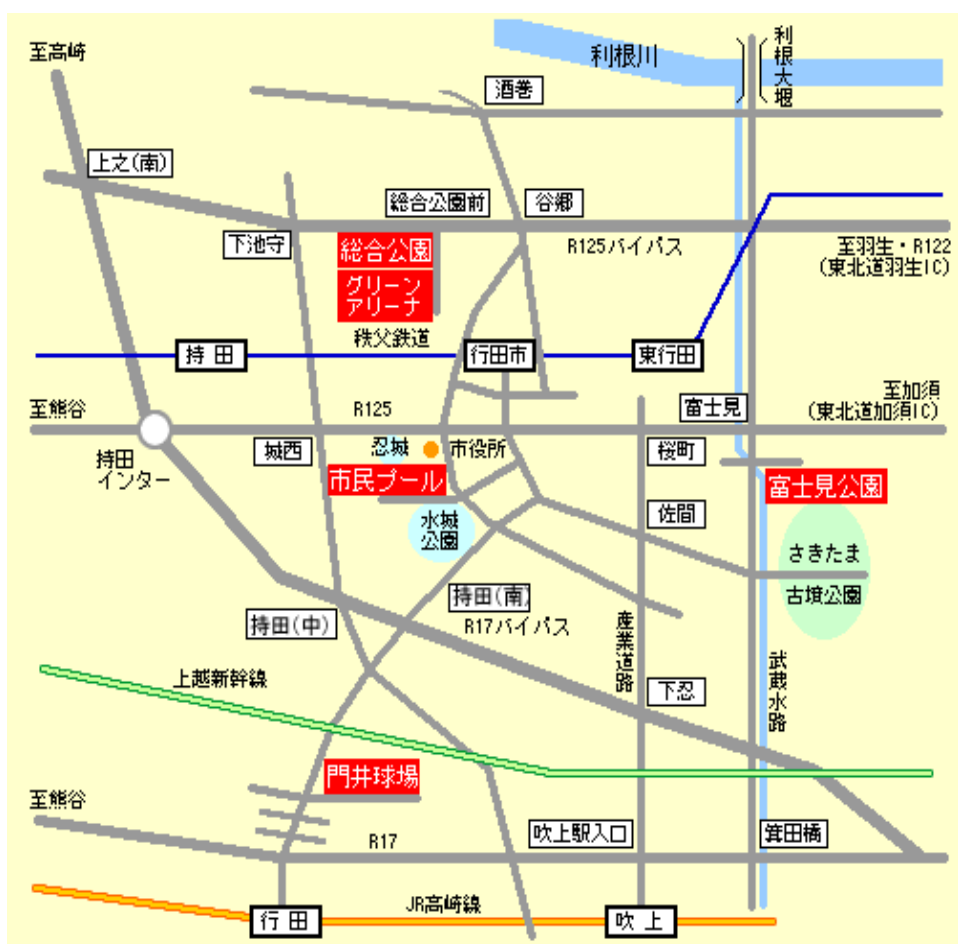 利根川
利根大堰
至高崎
酒巻
上之(南)
総合公園前
谷郷
下池守
総合公園
グリーン
アリーナ
R125バイパス
至羽生・R122
(東北道羽生IC)
秩父鉄道
持田
行田市
東行田
至加須
(東北道加須IC)
至熊谷
R125
富士見
城西
忍城
市役所
桜町
持田
インター
市民プール
富士見公園
水城
公園
佐間
さきたま
古墳公園
持田(南)
持田(中)
R17バイパス
産業道路
武蔵水路
上越新幹線
下忍
門井球場
至熊谷
R17
吹上駅入口
箕田橋
JR高崎線
行田
吹上